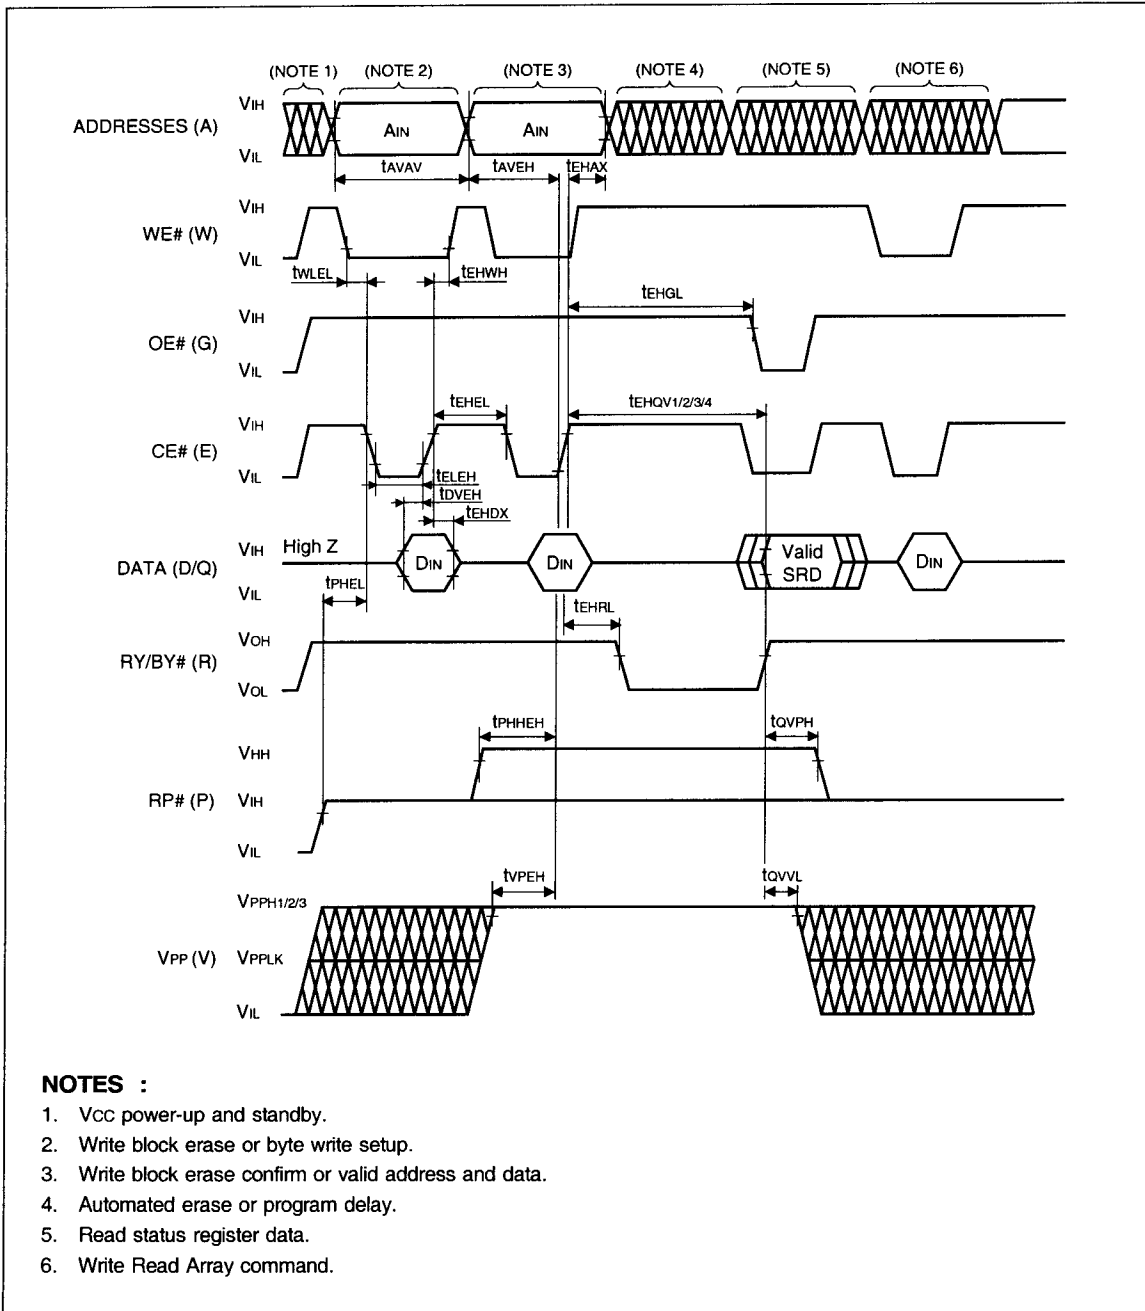 (NOTE 1) (NOTE 2) (NOTE 3) (NOTE 4) (NOTE 5) (NOTE 6)
VIH
ADDRESSES (A) AIN AIN
VIL
tAVAV tAVEH tEHAX
VIH
WE# (W)
VIL
tWLEL tEHWH
tEHGL
VIH
OE# (G)
VIL
tEHEL tEHQV1/2/3/4
VIH
CE# (E)
VIL
tELEH
tDVEH
tEHDX
VIH High Z
DATA (D/Q) DIN DIN Valid SRD DIN
VIL
tPHEL
tEHRL
VOH
RY/BY# (R)
VOL
tPHHEH tQVPH
VHH
RP# (P) VIH
VIL
tVPEH tQVVL
VPPH1/2/3
VPP (V) VPPLK
VIL
NOTES :
1. VCC power-up and standby.
2. Write block erase or byte write setup.
3. Write block erase confirm or valid address and data.
4. Automated erase or program delay.
5. Read status register data.
6. Write Read Array command.